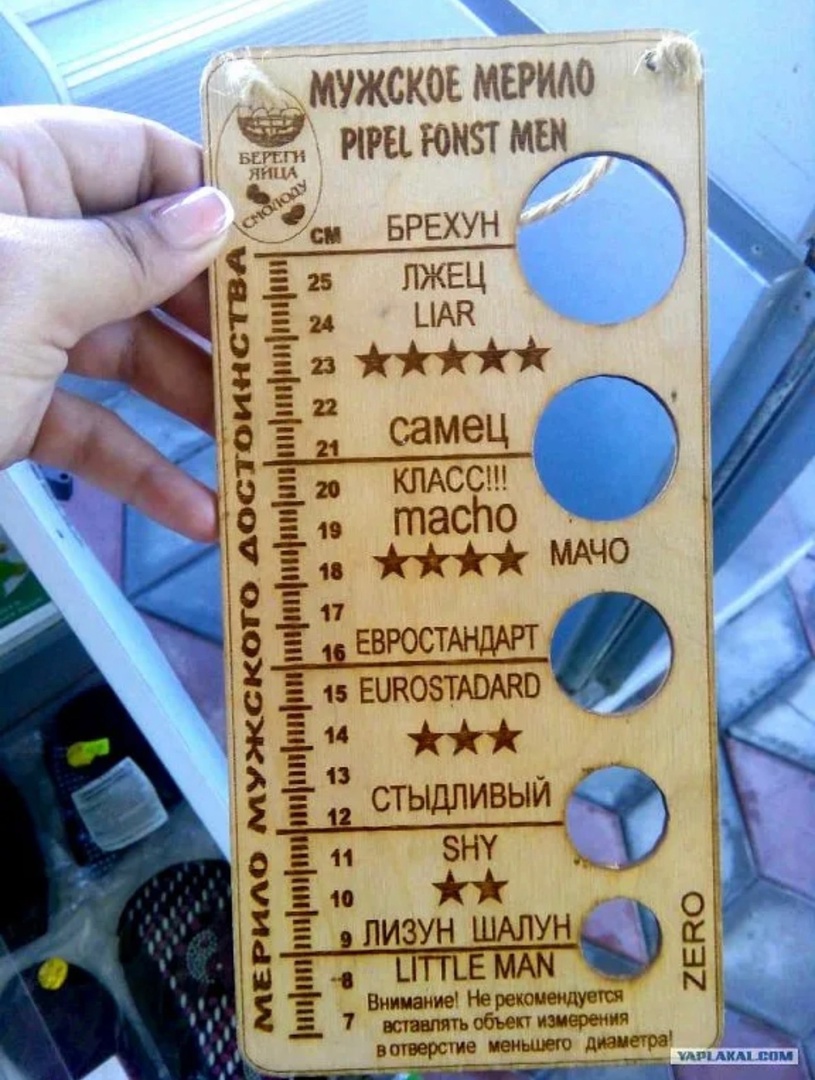 МУЖСКОЕ МЕРИЛО
PIPEL FONST MEN
БЕРЕГИ
ЯЙЦА
СМОЛОДУ
МЕРИЛО МУЖСКОГО ДОСТОИНСТВА
СМ
БРЕХУН
25
ЛЖЕЦ
LIAR
24
23
22
самец
21
КЛАСС!!!
20
macho
19
МАЧО
18
17
ЕВРОСТАНДАРТ
16
15 EUROSTADARD
14
13
СТЫДЛИВЫЙ
12
11 SHY
10
9 ЛИЗУН ШАЛУН
LITTLE MAN
8
ZERO
Внимание! Не рекомендуется
7 вставлять объект измерения
в отверстие меньшего диаметра!
YAPLAKAL.COM